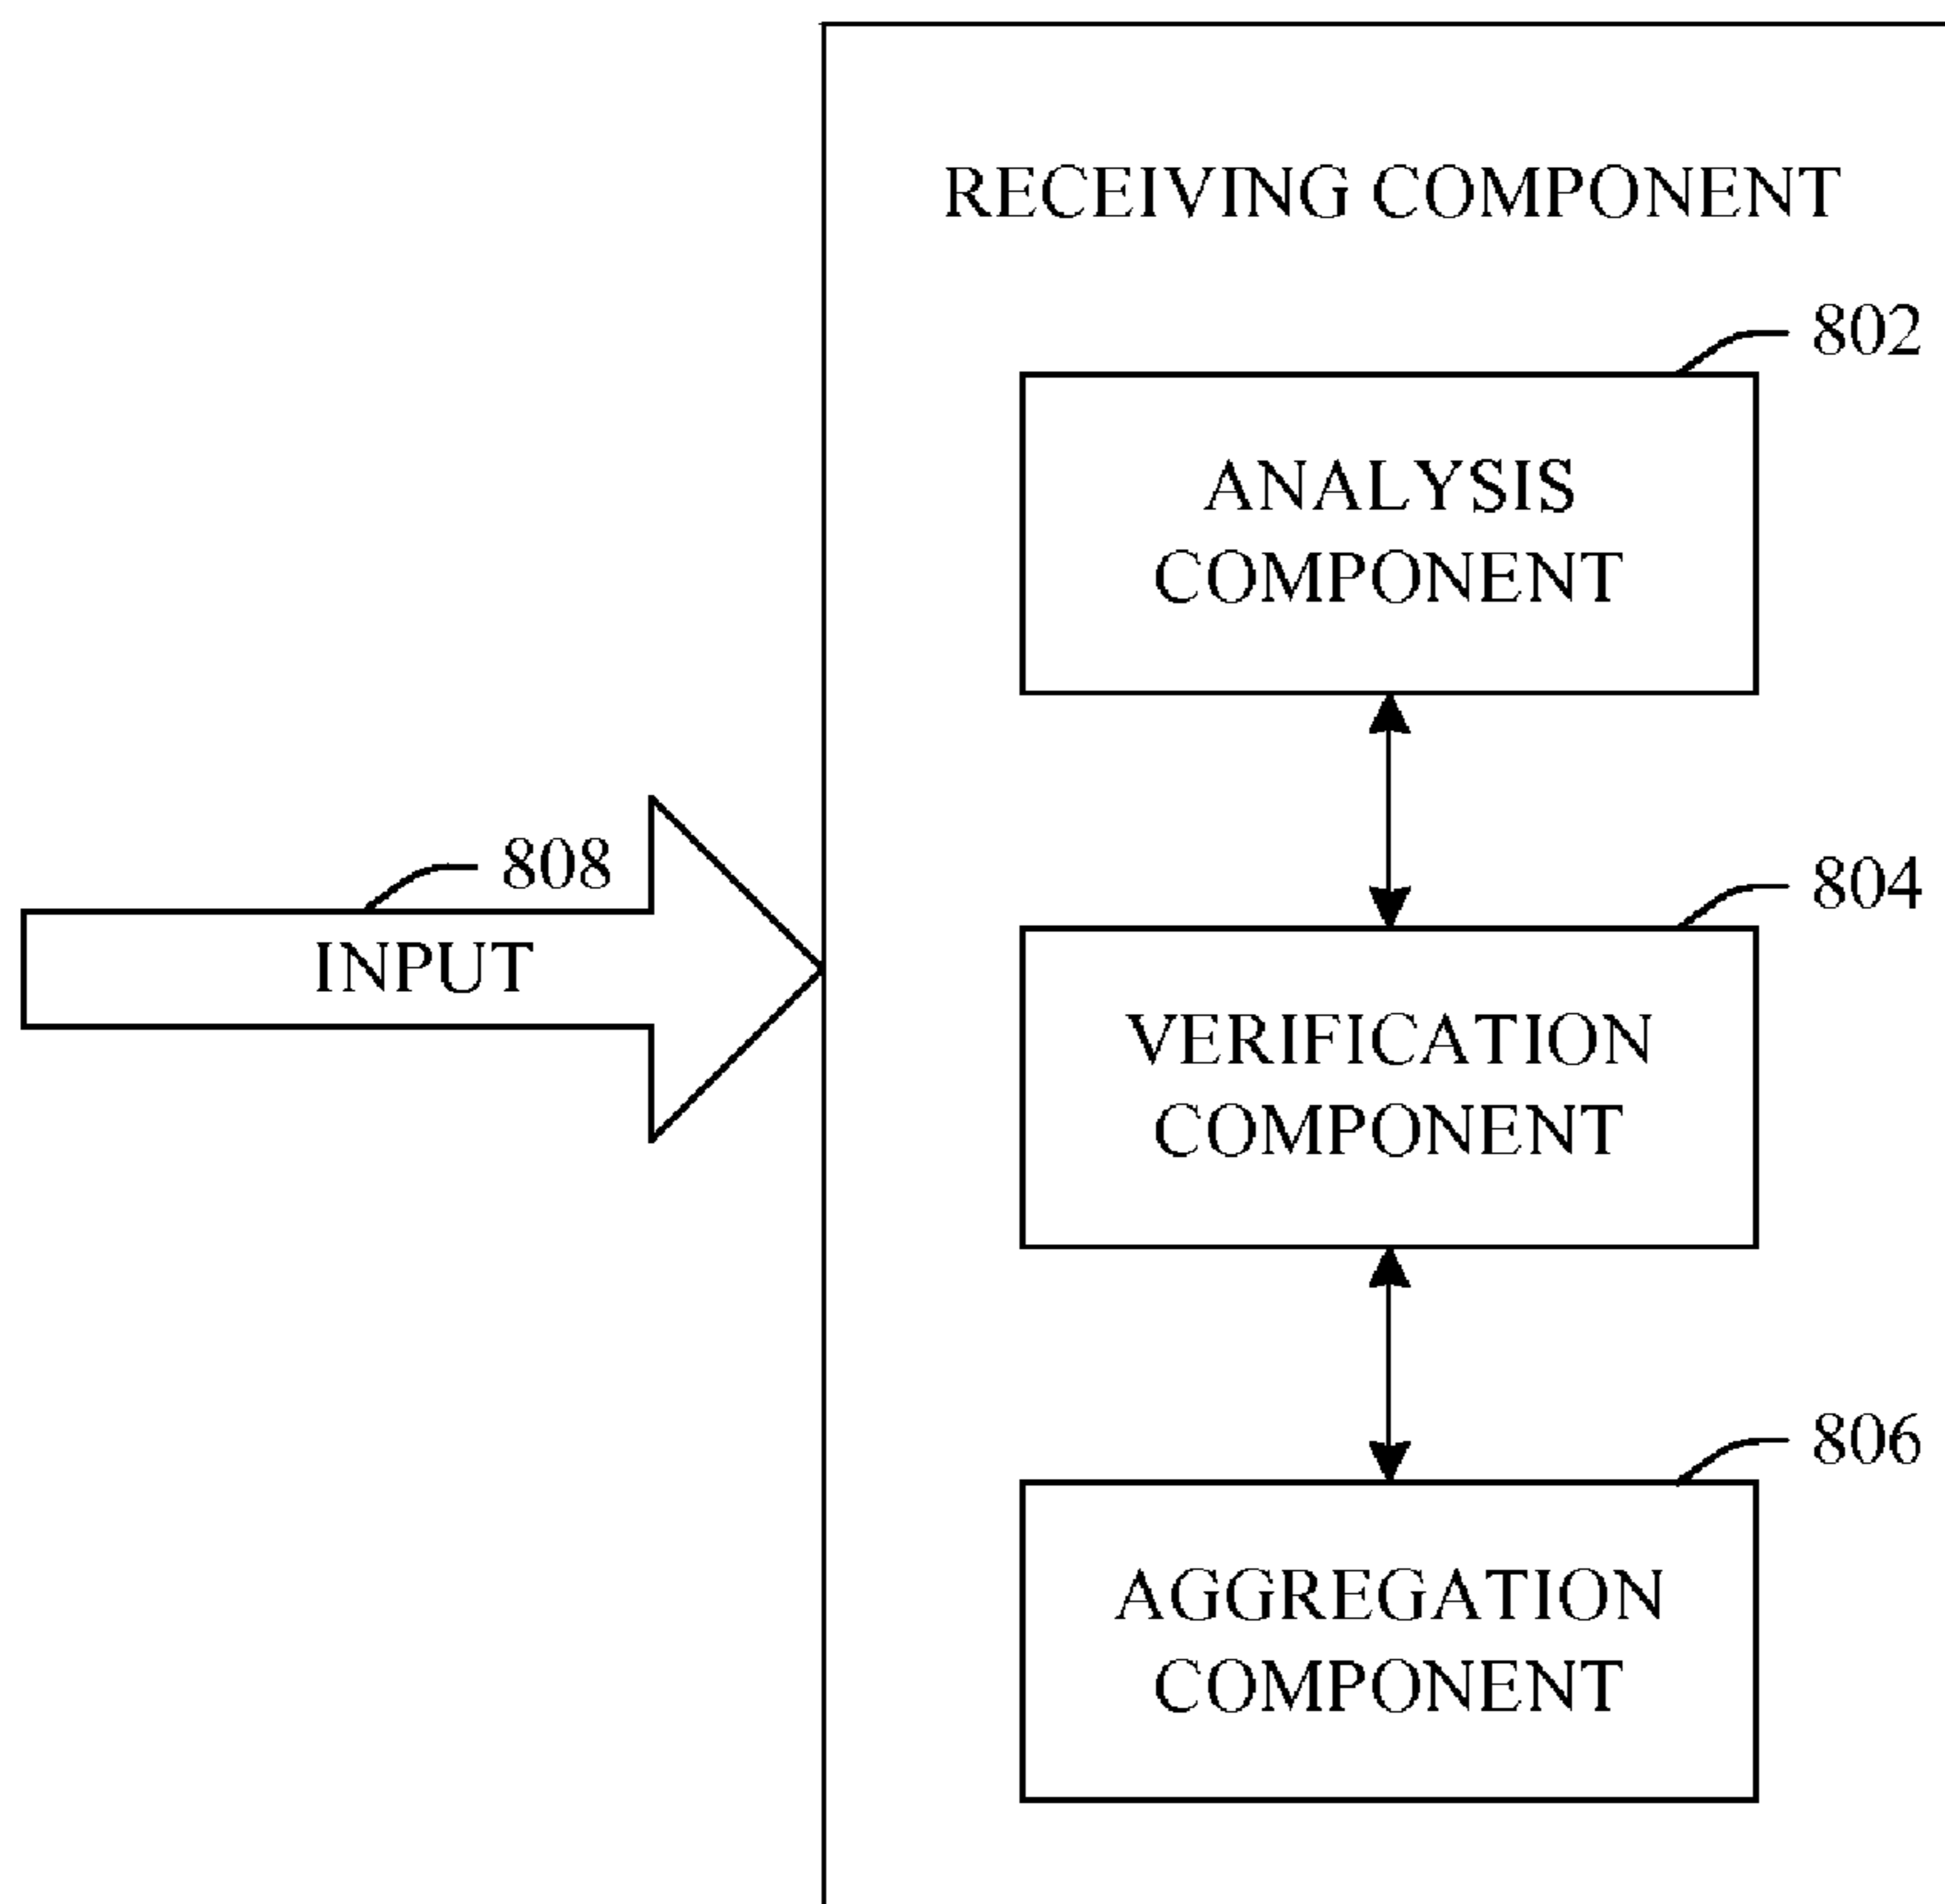 RECEIVING COMPONENT
802
ANALYSIS
COMPONENT
808
INPUT
804
VERIFICATION
COMPONENT
806
AGGREGATION
COMPONENT